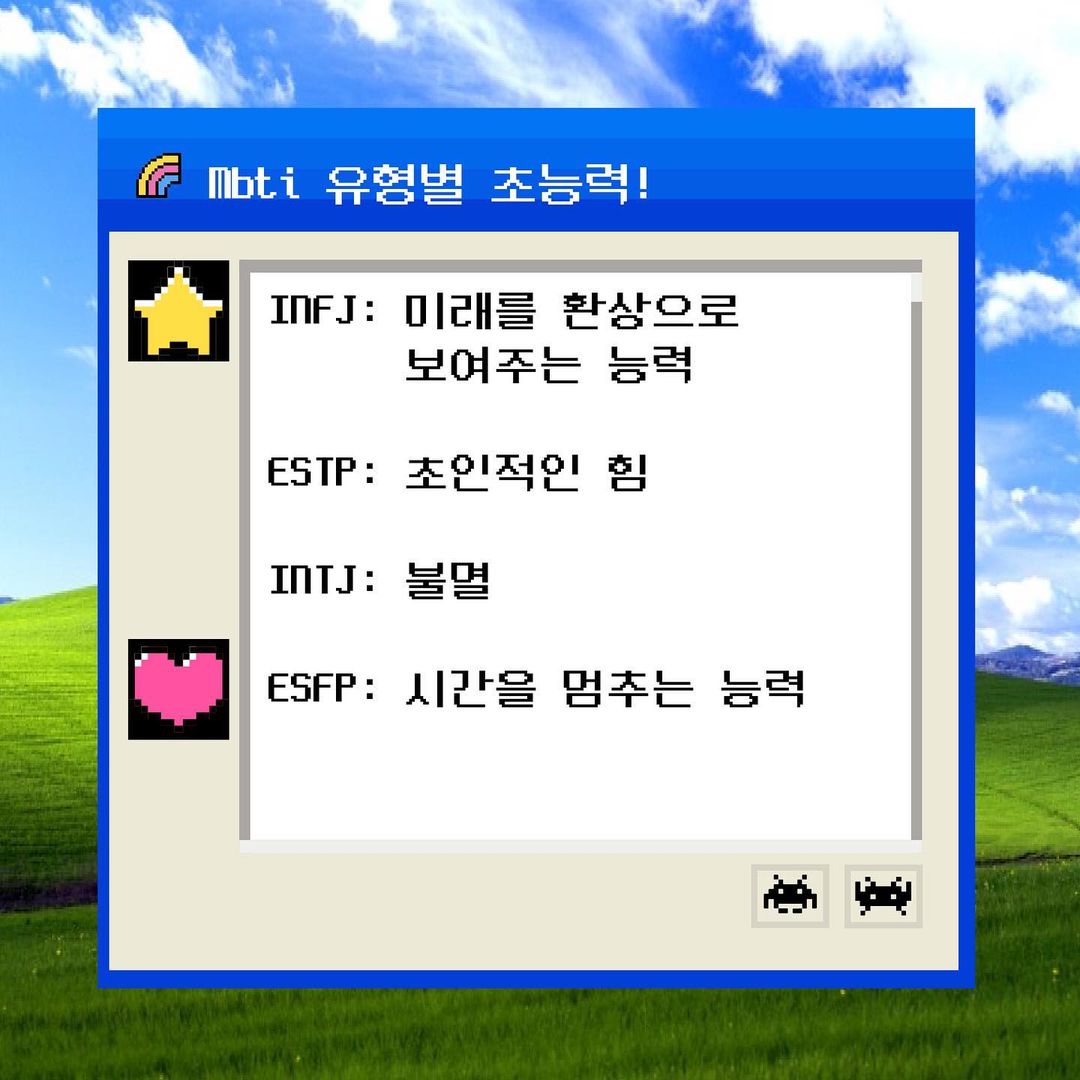 Mbti 유형별 초능력!
INFJ: 미래를 환상으로
보여주는 능력
ESTP: 초인적인 힘
INTJ: 불멸
ESFP: 시간을 멈추는 능력